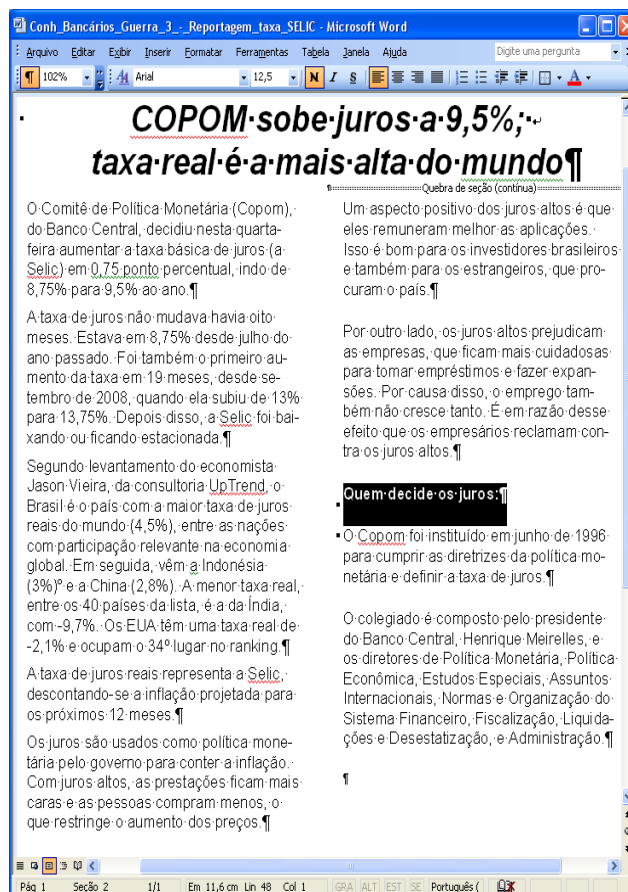 Conh_Bancários_Guerra_3_-_Reportagem_taxa_SELIC - Microsoft Word
Arquivo Editar Exibir Inserir Formatar Ferramentas Tabela Janela Ajuda Digite uma pergunta
¶ 102% Arial 12,5 N I S A
COPOM·sobe·juros·a·9,5%;·
taxa·real·é·a·mais·alta·do·mundo¶
Quebra de seção (contínua)
O·Comitê·de·Política·Monetária·(Copom),·
do·Banco·Central,·decidiu·nesta·quarta-
feira·aumentar·a·taxa·básica·de·juros·(a·
Selic)·em·0,75·ponto·percentual,·indo·de·
8,75%·para·9,5%·ao·ano.¶
A·taxa·de·juros·não·mudava·havia·oito·
meses.·Estava·em·8,75%·desde·julho·do·
ano·passado.·Foi·também·o·primeiro·au-
mento·da·taxa·em·19·meses,·desde·se-
tembro·de·2008,·quando·ela·subiu·de·13%·
para·13,75%.·Depois·disso,·a·Selic·foi·bai-
xando·ou·ficando·estacionada.¶
Segundo·levantamento·do·economista·
Jason·Vieira,·da·consultoria·UpTrend,·o·
Brasil·é·o·país·com·a·maior·taxa·de·juros·
reais·do·mundo·(4,5%),·entre·as·nações·
com·participação·relevante·na·economia·
global.·Em·seguida,·vêm·a·Indonésia·
(3%)º·e·a·China·(2,8%).·A·menor·taxa·real,·
entre·os·40·países·da·lista,·é·a·da·Índia,·
com·-9,7%.·Os·EUA·têm·uma·taxa·real·de·
-2,1%·e·ocupam·o·34º·lugar·no·ranking.¶
A·taxa·de·juros·reais·representa·a·Selic,·
descontando-se·a·inflação·projetada·para·
os·próximos·12·meses.¶
Os·juros·são·usados·como·política·mone-
tária·pelo·governo·para·conter·a·inflação.·
Com·juros·altos,·as·prestações·ficam·mais·
caras·e·as·pessoas·compram·menos,·o·
que·restringe·o·aumento·dos·preços.¶
Um·aspecto·positivo·dos·juros·altos·é·que·
eles·remuneram·melhor·as·aplicações.·
Isso·é·bom·para·os·investidores·brasileiros·
e·também·para·os·estrangeiros,·que·pro-
curam·o·país.¶
Por·outro·lado,·os·juros·altos·prejudicam·
as·empresas,·que·ficam·mais·cuidadosas·
para·tomar·empréstimos·e·fazer·expan-
sões.·Por·causa·disso,·o·emprego·tam-
bém·não·cresce·tanto.·É·em·razão·desse·
efeito·que·os·empresários·reclamam·con-
tra·os·juros·altos.¶
Quem·decide·os·juros:¶
O·Copom·foi·instituído·em·junho·de·1996·
para·cumprir·as·diretrizes·da·política·mo-
netária·e·definir·a·taxa·de·juros.¶
O·colegiado·é·composto·pelo·presidente·
do·Banco·Central,·Henrique·Meirelles,·e·
os·diretores·de·Política·Monetária,·Política·
Econômica,·Estudos·Especiais,·Assuntos·
Internacionais,·Normas·e·Organização·do·
Sistema·Financeiro,·Fiscalização,·Liquida-
ções·e·Desestatização,·e·Administração.¶
¶
Pág 1 Seção 2 1/1 Em 11,6 cm Lin 48 Col 1 GRA ALT EST SE Português (